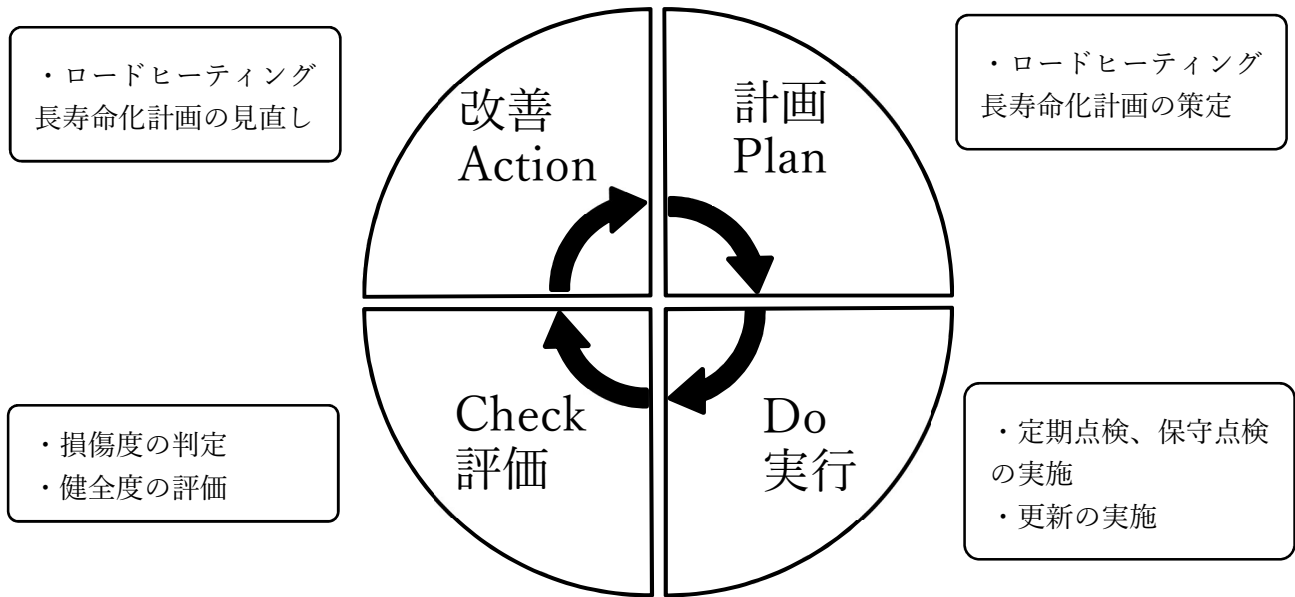 ・ロードヒーティング
長寿命化計画の見直し
改善
Action
計画
Plan
・ロードヒーティング
長寿命化計画の策定
Check
評価
Do
実行
・損傷度の判定
・健全度の評価
・定期点検、保守点検
の実施
・更新の実施